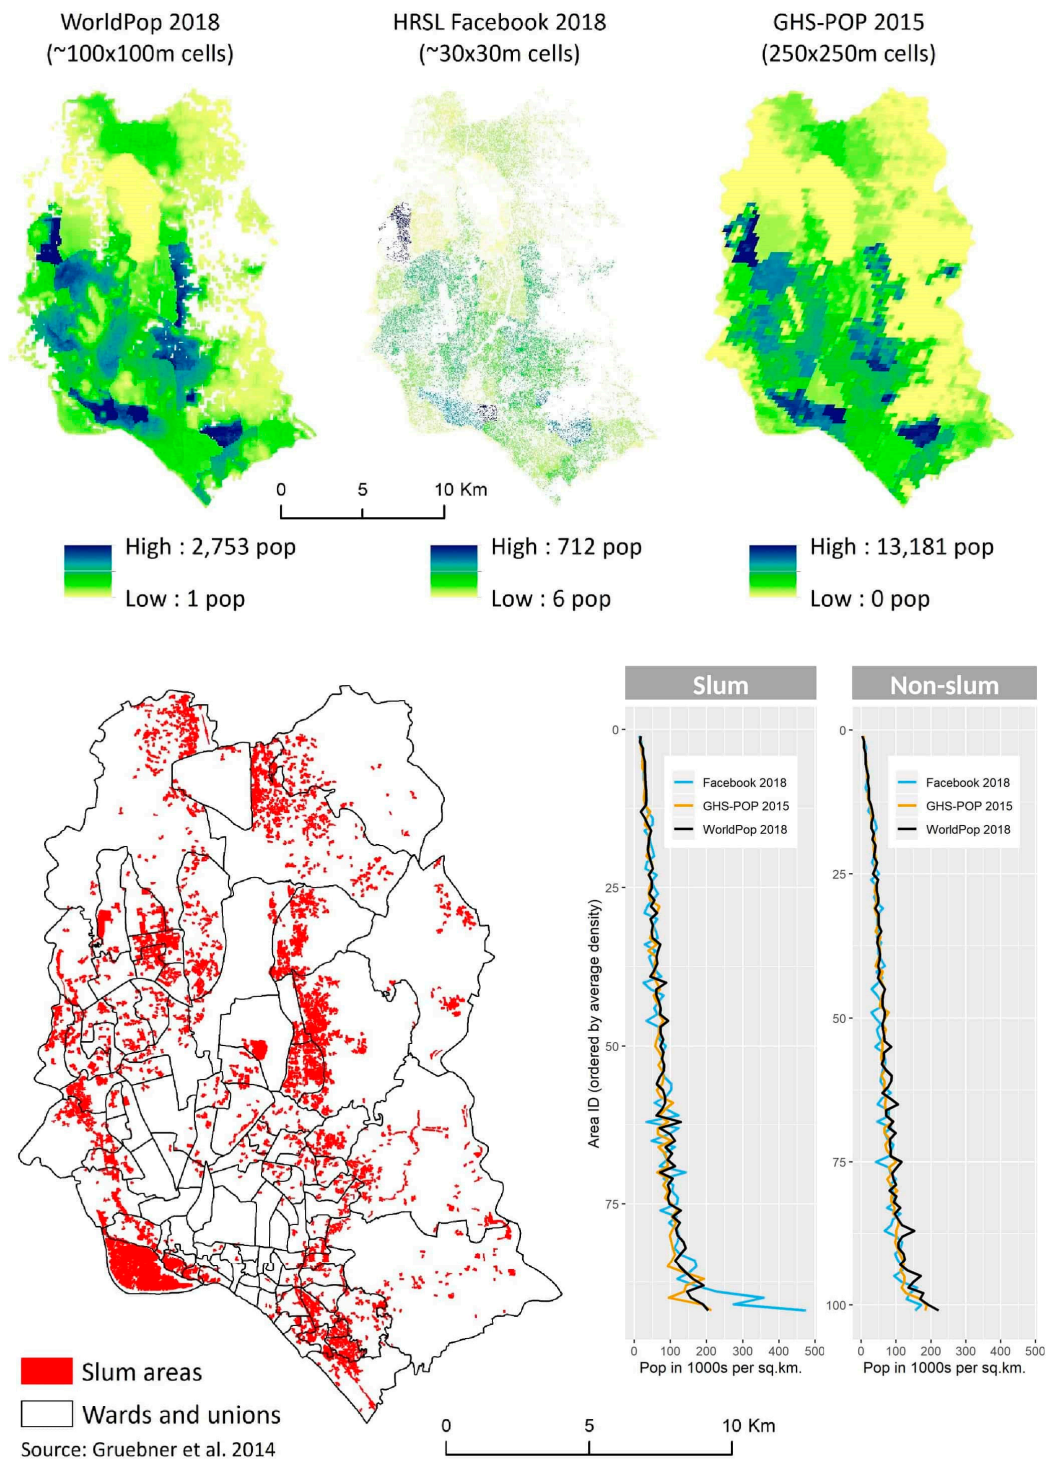 WorldPop 2018
(~100x100m cells)
HRSL Facebook 2018
(~30x30m cells)
GHS-POP 2015
(250x250m cells)
0 5 10 Km
High : 2,753 pop
Low : 1 pop
High : 712 pop
Low : 6 pop
High : 13,181 pop
Low : 0 pop
Slum
Non-slum
Facebook 2018
GHS-POP 2015
WorldPop 2018
Facebook 2018
GHS-POP 2015
WorldPop 2018
Area ID (ordered by average density)
0
25
50
75
0
25
50
75
100
0 100 200 300 400 500
Pop in 1000s per sq.km.
0 100 200 300 400 500
Pop in 1000s per sq.km.
Slum areas
Wards and unions
Source: Gruebner et al. 2014
0 5 10 Km